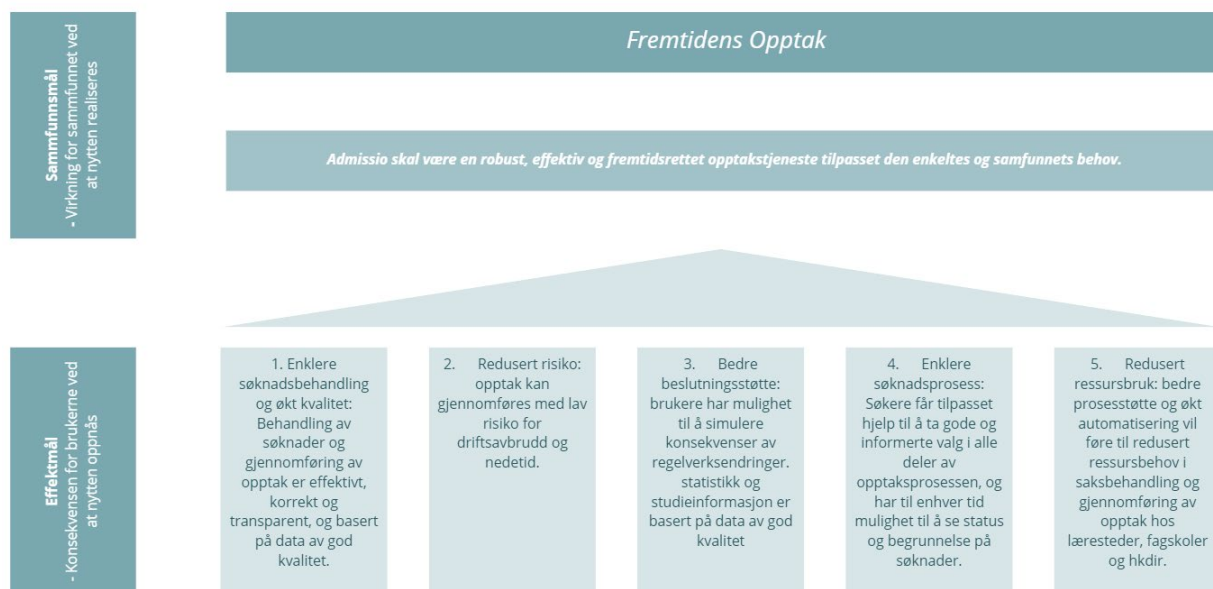 Sammfunnsmål
- Virkning for sammfunnet ved
at nytten realiseres
Fremtidens Opptak
Admissio skal være en robust, effektiv og fremtidsrettet opptakstjeneste tilpasset den enkeltes og samfunnets behov.
Effektmål
- Konsekvensen for brukerne ved
at nytten oppnås
1. Enklere
søknadsbehandling
og økt kvalitet:
Behandling av
søknader og
gjennomføring av
opptak er effektivt,
korrekt og
transparent, og basert
på data av god
kvalitet.
2. Redusert risiko:
opptak kan
gjennomføres med lav
risiko for
driftsavbrudd og
nedetid.
3. Bedre
beslutningsstøtte:
brukere har mulighet
til å simulere
konsekvenser av
regelverksendringer.
statistikk og
studieinformasjon er
basert på data av god
kvalitet
4. Enklere
søknadsprosess:
Søkere får tilpasset
hjelp til å ta gode og
informerte valg i alle
deler av
opptaksprosessen, og
har til enhver tid
mulighet til å se status
og begrunnelse på
søknader.
5. Redusert
ressursbruk: bedre
prosesstøtte og økt
automatisering vil
føre til redusert
ressursbehov i
saksbehandling og
gjennomføring av
opptak hos
læresteder, fagskoler
og hkdir.